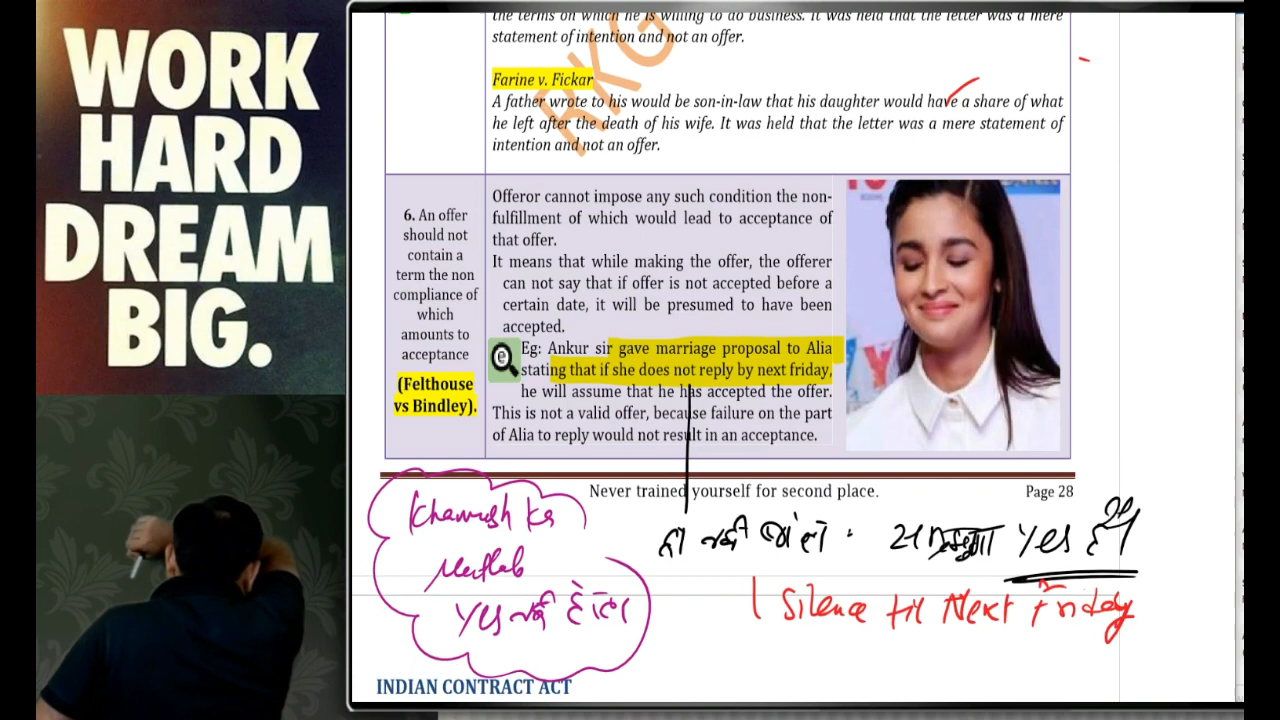 WORK
HARD
DREAM
BIG.
the terms on which he is willing to do business. It was held that the letter was a mere
statement of intention and not an offer.
Farine v. Fickar
A father wrote to his would be son-in-law that his daughter would have a share of what
he left after the death of his wife. It was held that the letter was a mere statement of
intention and not an offer.
RKG
6. An offer
should not
contain a
term the non
compliance of
which
amounts to
acceptance
(Felthouse
vs Bindley).
Offeror cannot impose any such condition the non-
fulfillment of which would lead to acceptance of
that offer.
It means that while making the offer, the offerer
can not say that if offer is not accepted before a
certain date, it will be presumed to have been
accepted.
Eg: Ankur sir gave marriage proposal to Alia
stating that if she does not reply by next friday,
he will assume that he has accepted the offer.
This is not a valid offer, because failure on the part
of Alia to reply would not result in an acceptance.
Never trained yourself for second place.
Page 28
Khamosh ka
Matlab
yes नहीं होता
yes है
Silence til Next Friday
INDIAN CONTRACT ACT